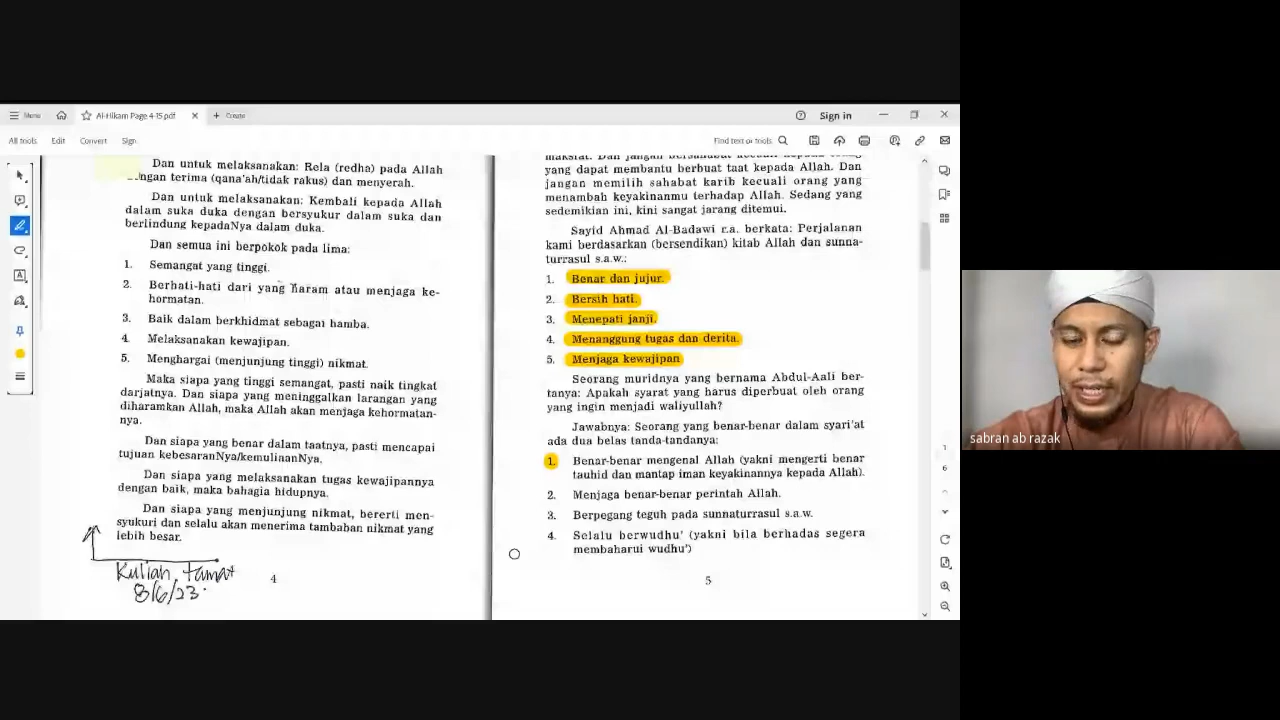 Menu
Al-Hikam Page 4-15.pdf
Create
Sign in
All tools
Edit
Convert
Sign
Find text or tools
Dan untuk melaksanakan: Rela (redha) pada Allah
dengan terima (qana'ah/tidak rakus) dan menyerah.
Dan untuk melaksanakan: Kembali kepada Allah
dalam suka duka dengan bersyukur dalam suka dan
berlindung kepadaNya dalam duka.
Dan semua ini berpokok pada lima:
1. Semangat yang tinggi.
2. Berhati-hati dari yang haram atau menjaga ke-
hormatan.
3. Baik dalam berkhidmat sebagai hamba.
4. Melaksanakan kewajipan.
5. Menghargai (menjunjung tinggi) nikmat.
Maka siapa yang tinggi semangat, pasti naik tingkat
darjatnya. Dan siapa yang meninggalkan larangan yang
diharamkan Allah, maka Allah akan menjaga kehormatan-
nya.
Dan siapa yang benar dalam taatnya, pasti mencapai
tujuan kebesaranNya/kemulinaanNya.
Dan siapa yang melaksanakan tugas kewajipannya
dengan baik, maka bahagia hidupnya.
Dan siapa yang menjunjung nikmat, bererti men-
syukuri dan selalu akan menerima tambaban nikmat yang
lebih besar.
Kuliah tamat
8/6/23.
4
maksiat. Dan jangan bersahabat kecuali kepada orang
yang dapat membantu berbuat taat kepada Allah. Dan
jangan memilih sahabat karib kecuali orang yang
menambah keyakinanmu terhadap Allah. Sedang yang
sedemikian ini, kini sangat jarang ditemui.
Sayid Ahmad Al-Badawi r.a. berkata: Perjalanan
kami berdasarkan (bersendikan) kitab Allah dan sunna-
turrasul s.a.w.:
1. Benar dan jujur.
2. Bersih hati.
3. Menepati janji.
4. Menanggung tugas dan derita.
5. Menjaga kewajipan
Seorang muridnya yang bernama Abdul-Aali ber-
tanya: Apakah syarat yang harus diperbuat oleh orang
yang ingin menjadi waliyullah?
Jawabnya: Seorang yang benar-benar dalam syari'at
ada dua belas tanda-tandanya:
1. Benar-benar mengenal Allah (yakni mengerti benar
tauhid dan mantap iman keyakinannya kepada Allah).
2. Menjaga benar-benar perintah Allah.
3. Berpegang teguh pada sunnaturrasul s.a.w.
4. Selalu berwudhu' (yakni bila berhadas segera
membaharui wudhu')
5
1
6
sabran ab razak